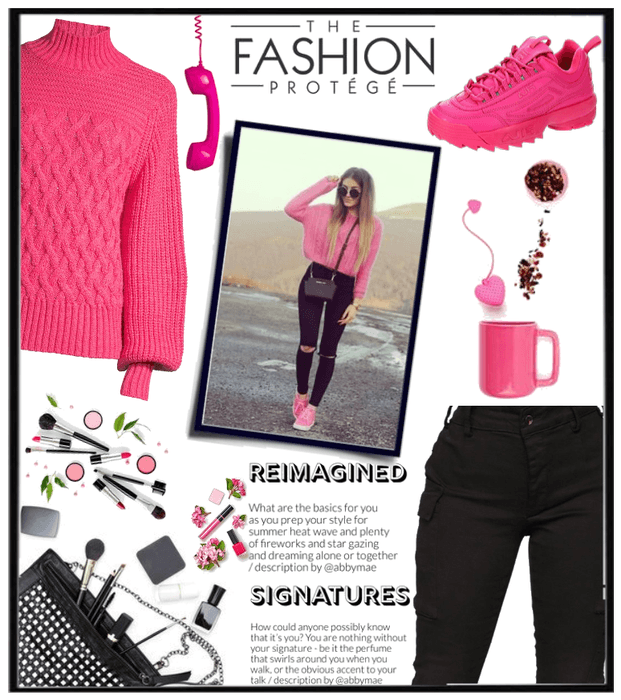 THE
FASHION
PROTÉGÉ
REIMAGINED
What are the basics for you
as you prep your style for
summer heat wave and plenty
of fireworks and star gazing
and dreaming alone or together
/ description by @abbymae
SIGNATURES
How could anyone possibly know
that it's you? You are nothing without
your signature - be it the perfume
that swirls around you when you
walk, or the obvious accent to your
talk / description by @abbymae